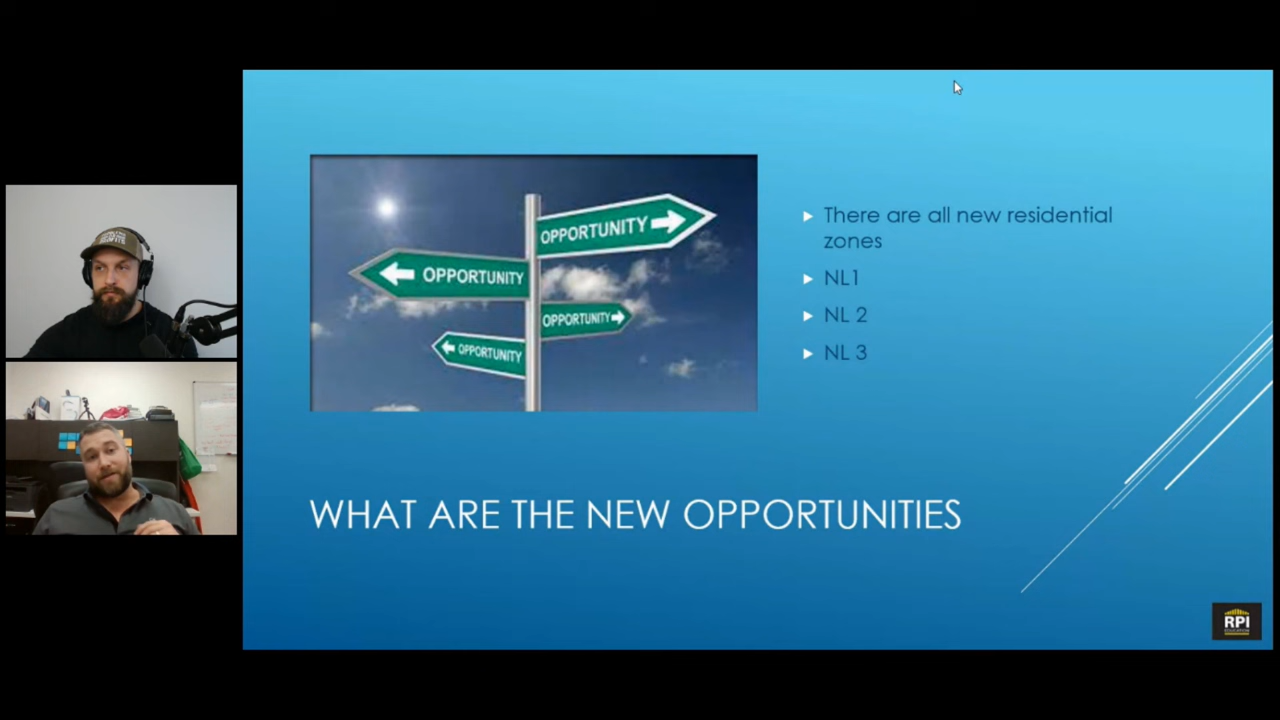 OPPORTUNITY
OPPORTUNITY
OPPORTUNITY
OPPORTUNITY
There are all new residential
zones
NL1
NL 2
NL 3
WHAT ARE THE NEW OPPORTUNITIES
RPI